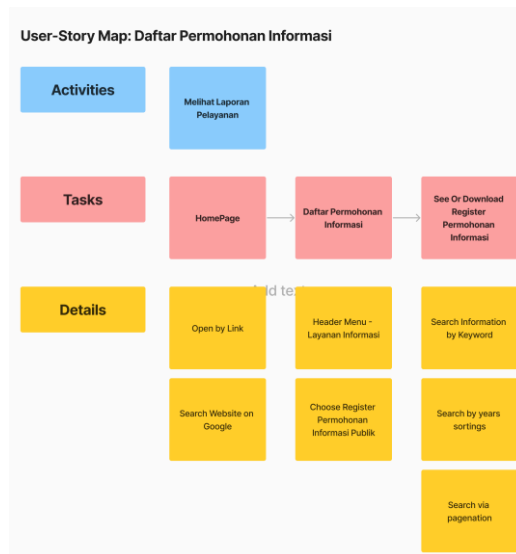 User-Story Map: Daftar Permohonan Informasi
Activities
Melihat Laporan
Pelayanan
Tasks
HomePage
Daftar Permohonan
Informasi
See Or Download
Register
Permohonan
Informasi
Add text
Details
Open by Link
Header Menu -
Layanan Informasi
Search Information
by Keyword
Search Website on
Google
Choose Register
Permohonan
Informasi Publik
Search by years
sortings
Search via
pagenation